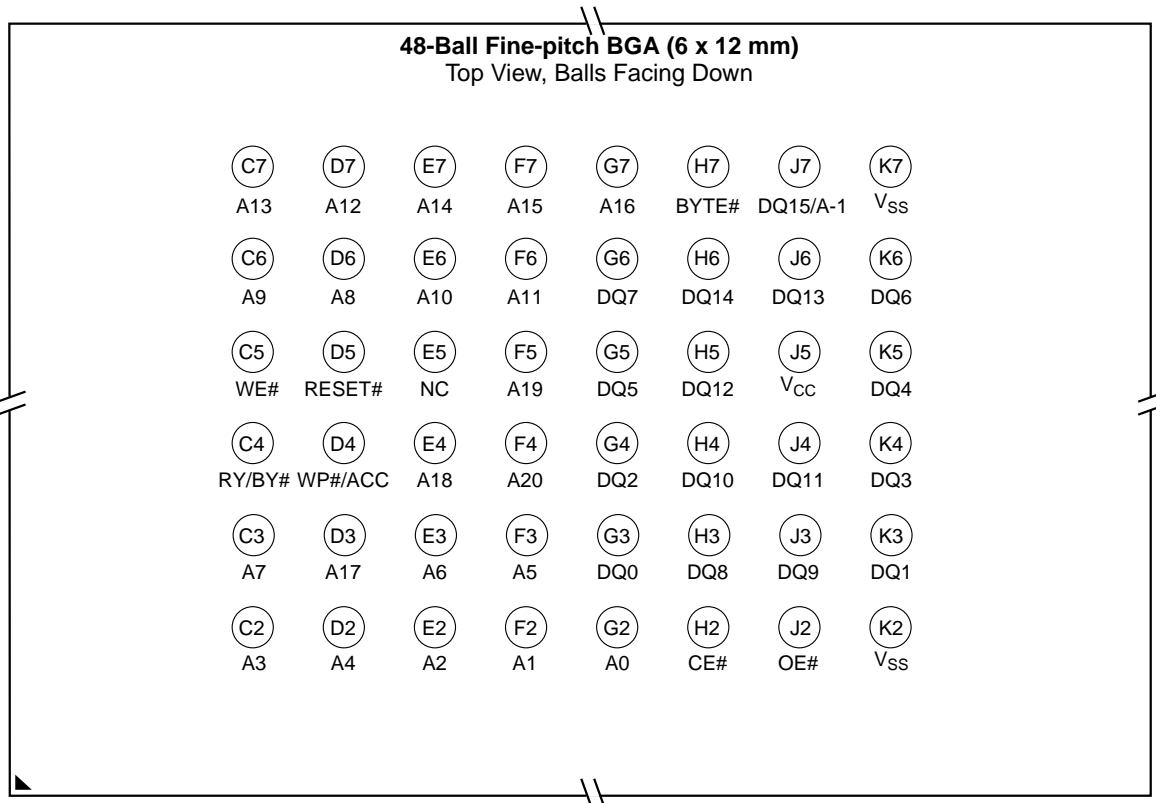 48-Ball Fine-pitch BGA (6 x 12 mm)
Top View, Balls Facing Down
C7 D7 E7 F7 G7 H7 J7 K7
A13 A12 A14 A15 A16 BYTE# DQ15/A-1 VSS
C6 D6 E6 F6 G6 H6 J6 K6
A9 A8 A10 A11 DQ7 DQ14 DQ13 DQ6
C5 D5 E5 F5 G5 H5 J5 K5
WE# RESET# NC A19 DQ5 DQ12 VCC DQ4
C4 D4 E4 F4 G4 H4 J4 K4
RY/BY# WP#/ACC A18 A20 DQ2 DQ10 DQ11 DQ3
C3 D3 E3 F3 G3 H3 J3 K3
A7 A17 A6 A5 DQ0 DQ8 DQ9 DQ1
C2 D2 E2 F2 G2 H2 J2 K2
A3 A4 A2 A1 A0 CE# OE# VSS